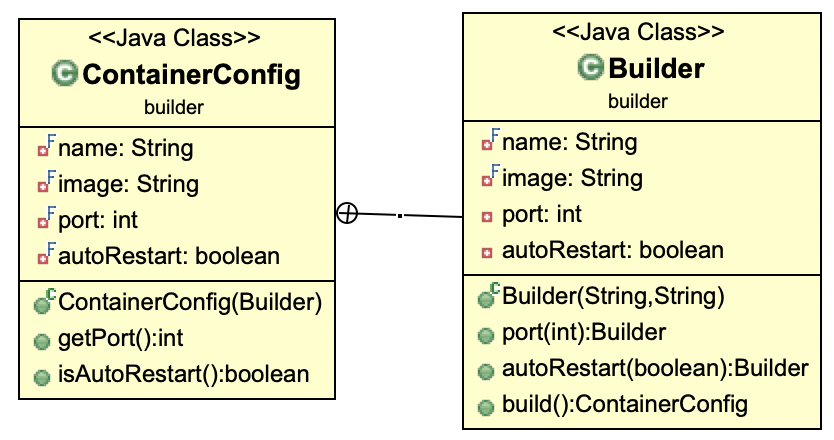 <<Java Class>>
C ContainerConfig
builder
F name: String
F image: String
F port: int
F autoRestart: boolean
C ContainerConfig(Builder)
getPort():int
isAutoRestart():boolean
<<Java Class>>
C Builder
builder
F name: String
F image: String
port: int
autoRestart: boolean
C Builder(String,String)
port(int):Builder
autoRestart(boolean):Builder
build():ContainerConfig